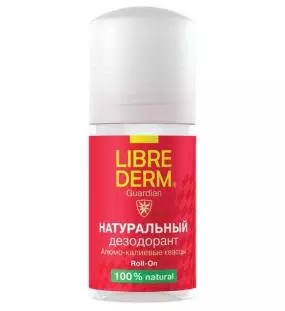 LIBRE
DERM®
Guardian
НАТУРАЛЬНЫЙ
дезодорант
Алюмо-калиевые квасцы
Roll-On
100% natural